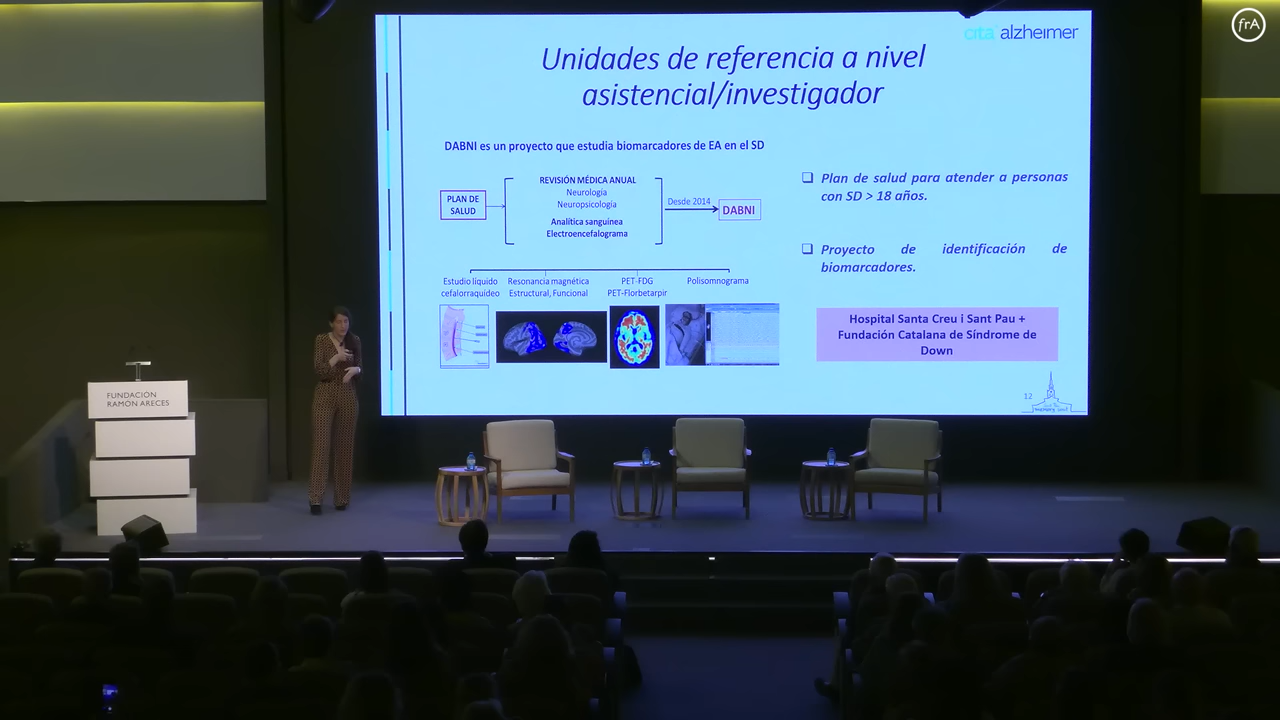 frA
cita alzheimer
Unidades de referencia a nivel
asistencial/investigador
DABNI es un proyecto que estudia biomarcadores de EA en el SD
PLAN DE
SALUD
REVISIÓN MÉDICA ANUAL
Neurología
Neuropsicología
Analítica sanguínea
Electroencefalograma
Desde 2014
DABNI
Estudio líquido
cefalorraquídeo
Resonancia magnética
Estructural, Funcional
PET-FDG
PET-Florbetarpir
Polisomnograma
❑ Plan de salud para atender a personas
con SD > 18 años.
❑ Proyecto de identificación de
biomarcadores.
Hospital Santa Creu i Sant Pau +
Fundación Catalana de Síndrome de
Down
12
FUNDACIÓN
RAMÓN ARECES